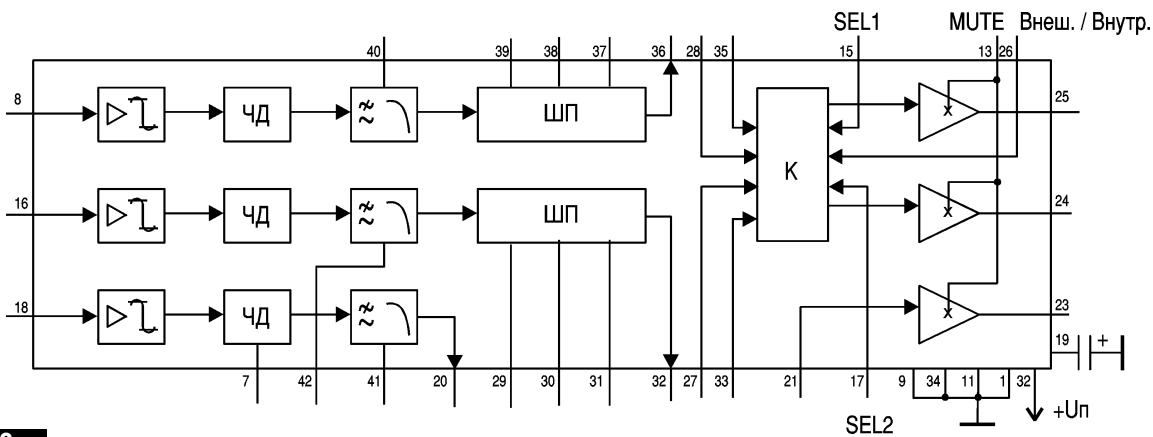 SEL1 MUTE Внеш. / Внутр.
40 39 38 37 36 28 35 15 13 26
8 ЧД ШП 25
К
16 ЧД ШП 24
18 ЧД 23
19 +
7 42 41 20 29 30 31 32 27 33 21 17 9 34 11 1 32
+Uп
SEL2